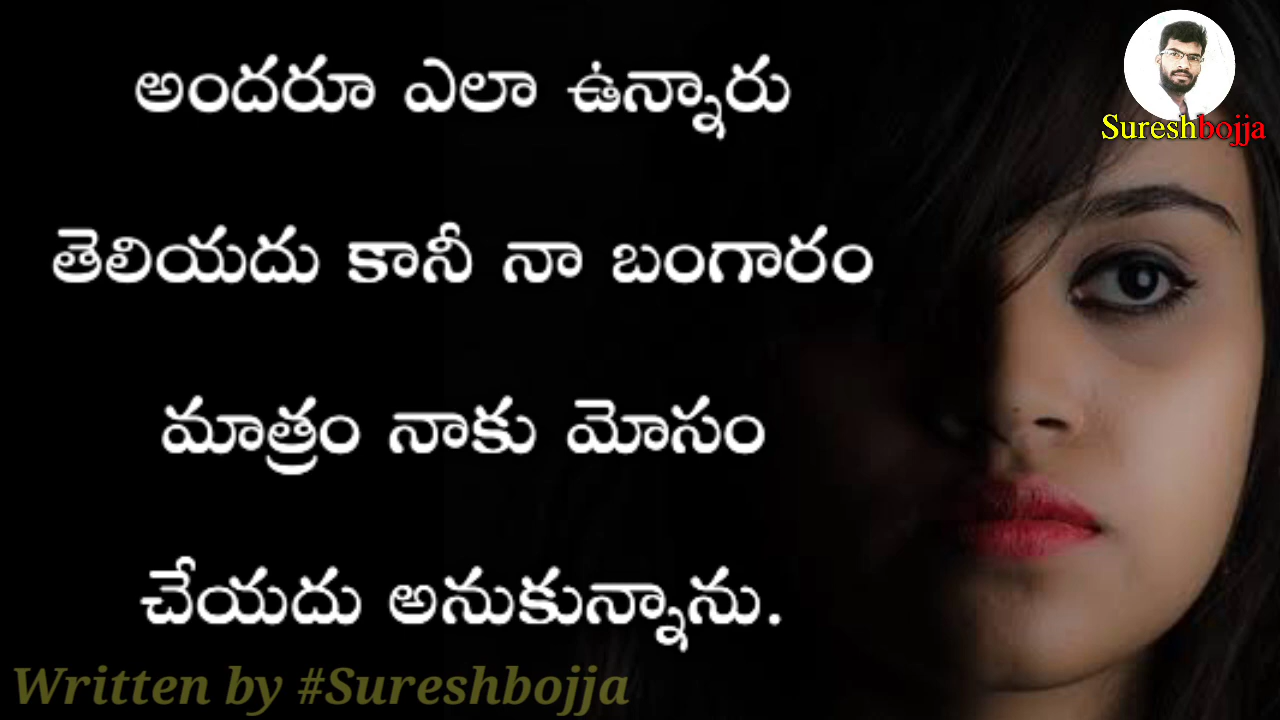 అందరూ ఎలా ఉన్నారు
తెలియదు కానీ నా బంగారం
మాత్రం నాకు మోసం
చేయదు అనుకున్నాను.
Sureshbojja
Written by #Sureshbojja